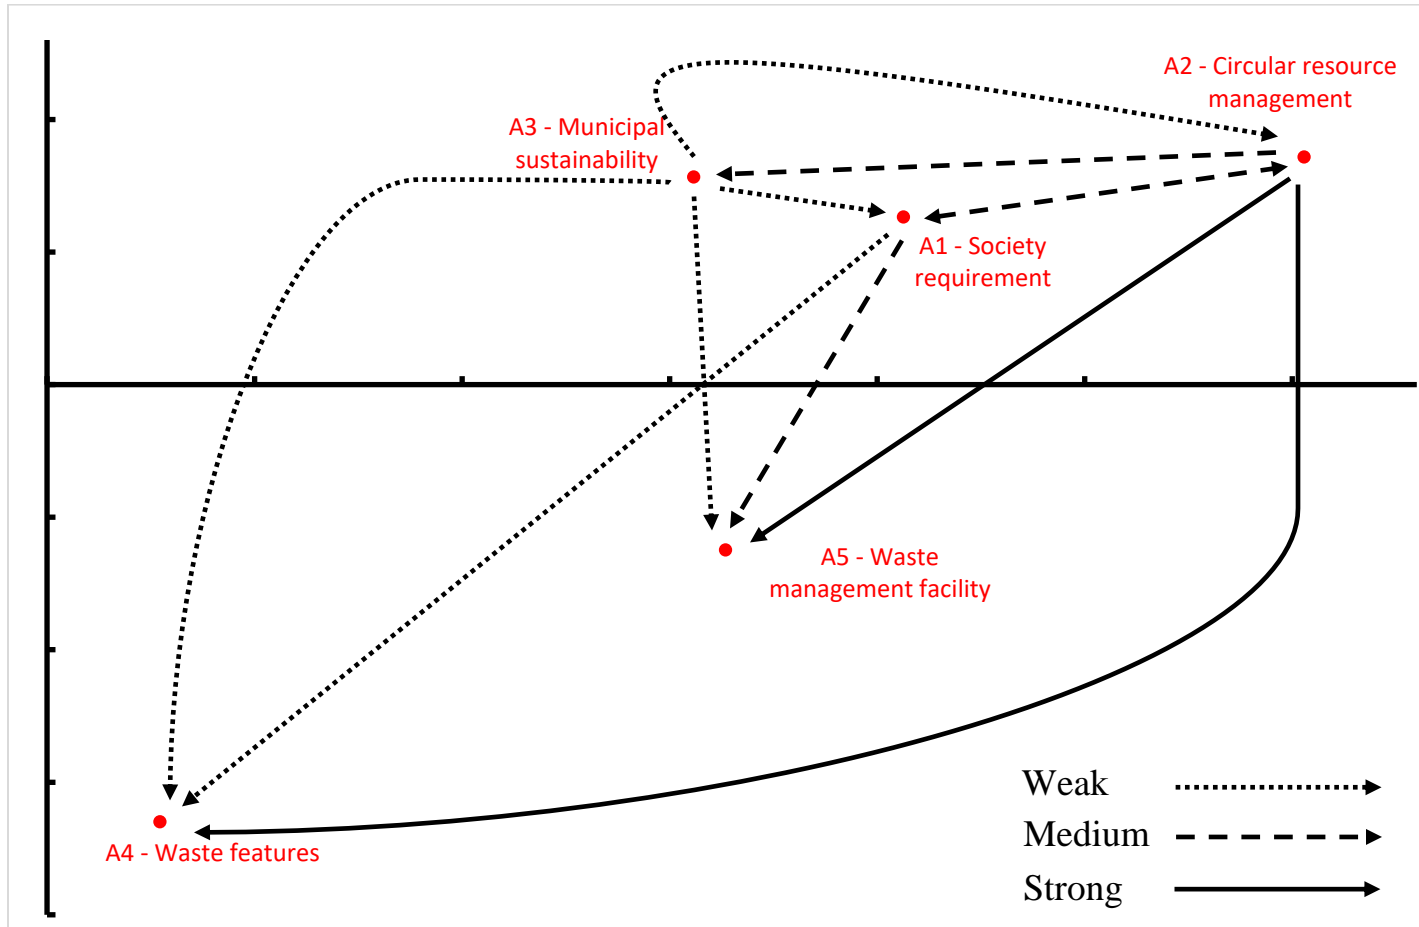 A2 - Circular resource
management
A3 - Municipal
sustainability
A1 - Society
requirement
A5 - Waste
management facility
A4 - Waste features
Weak
Medium
Strong